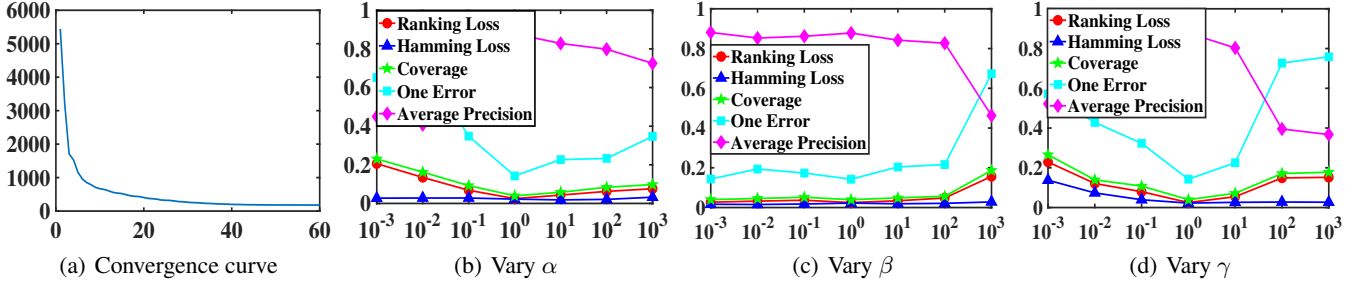 6000
5000
4000
3000
2000
1000
0
0 20 40 60
(a) Convergence curve
1
0.8
0.6
0.4
0.2
0
Ranking Loss
Hamming Loss
Coverage
One Error
Average Precision
10^-3 10^-2 10^-1 10^0 10^1 10^2 10^3
(b) Vary α
1
0.8
0.6
0.4
0.2
0
Ranking Loss
Hamming Loss
Coverage
One Error
Average Precision
10^-3 10^-2 10^-1 10^0 10^1 10^2 10^3
(c) Vary β
1
0.8
0.6
0.4
0.2
0
Ranking Loss
Hamming Loss
Coverage
One Error
Average Precision
10^-3 10^-2 10^-1 10^0 10^1 10^2 10^3
(d) Vary γ